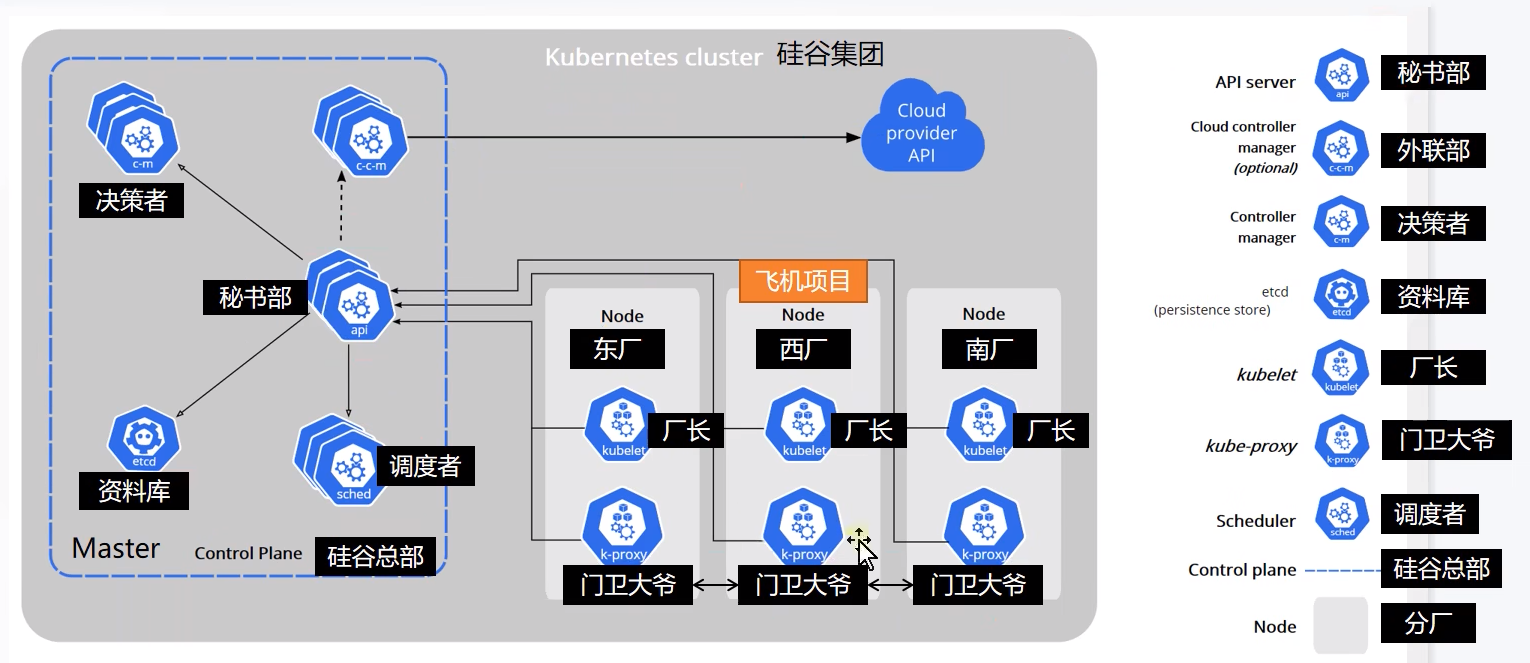 Kubernetes cluster 硅谷集团
c-m
决策者
c-c-m
Cloud
provider
API
秘书部
api
etcd
资料库
sched
调度者
Master
Control Plane
硅谷总部
飞机项目
Node
东厂
kubelet
厂长
k-proxy
门卫大爷
Node
西厂
kubelet
厂长
k-proxy
门卫大爷
Node
南厂
kubelet
厂长
k-proxy
门卫大爷
API server
api
秘书部
Cloud controller
manager
(optional)
c-c-m
外联部
Controller
manager
c-m
决策者
etcd
(persistence store)
etcd
资料库
kubelet
kubelet
厂长
kube-proxy
k-proxy
门卫大爷
Scheduler
sched
调度者
Control plane
硅谷总部
Node
分厂